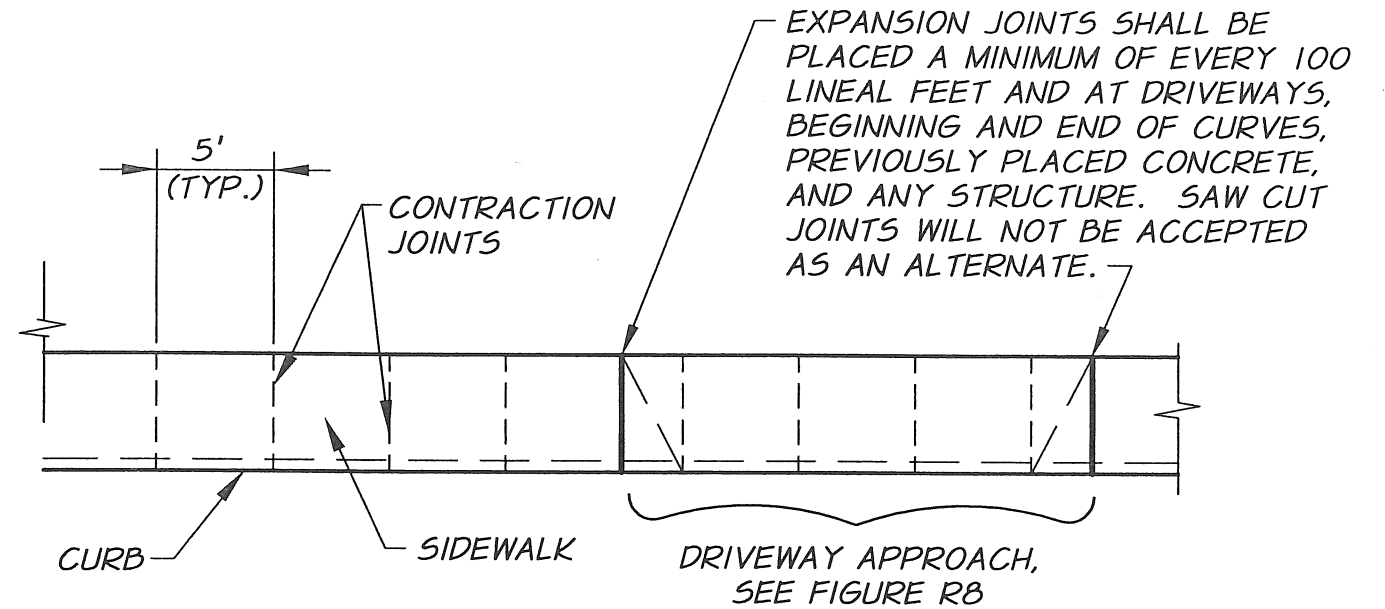 EXPANSION JOINTS SHALL BE
PLACED A MINIMUM OF EVERY 100
LINEAL FEET AND AT DRIVEWAYS,
BEGINNING AND END OF CURVES,
PREVIOUSLY PLACED CONCRETE,
AND ANY STRUCTURE. SAW CUT
JOINTS WILL NOT BE ACCEPTED
AS AN ALTERNATE.
5'
(TYP.)
CONTRACTION
JOINTS
CURB
SIDEWALK
DRIVEWAY APPROACH,
SEE FIGURE R8